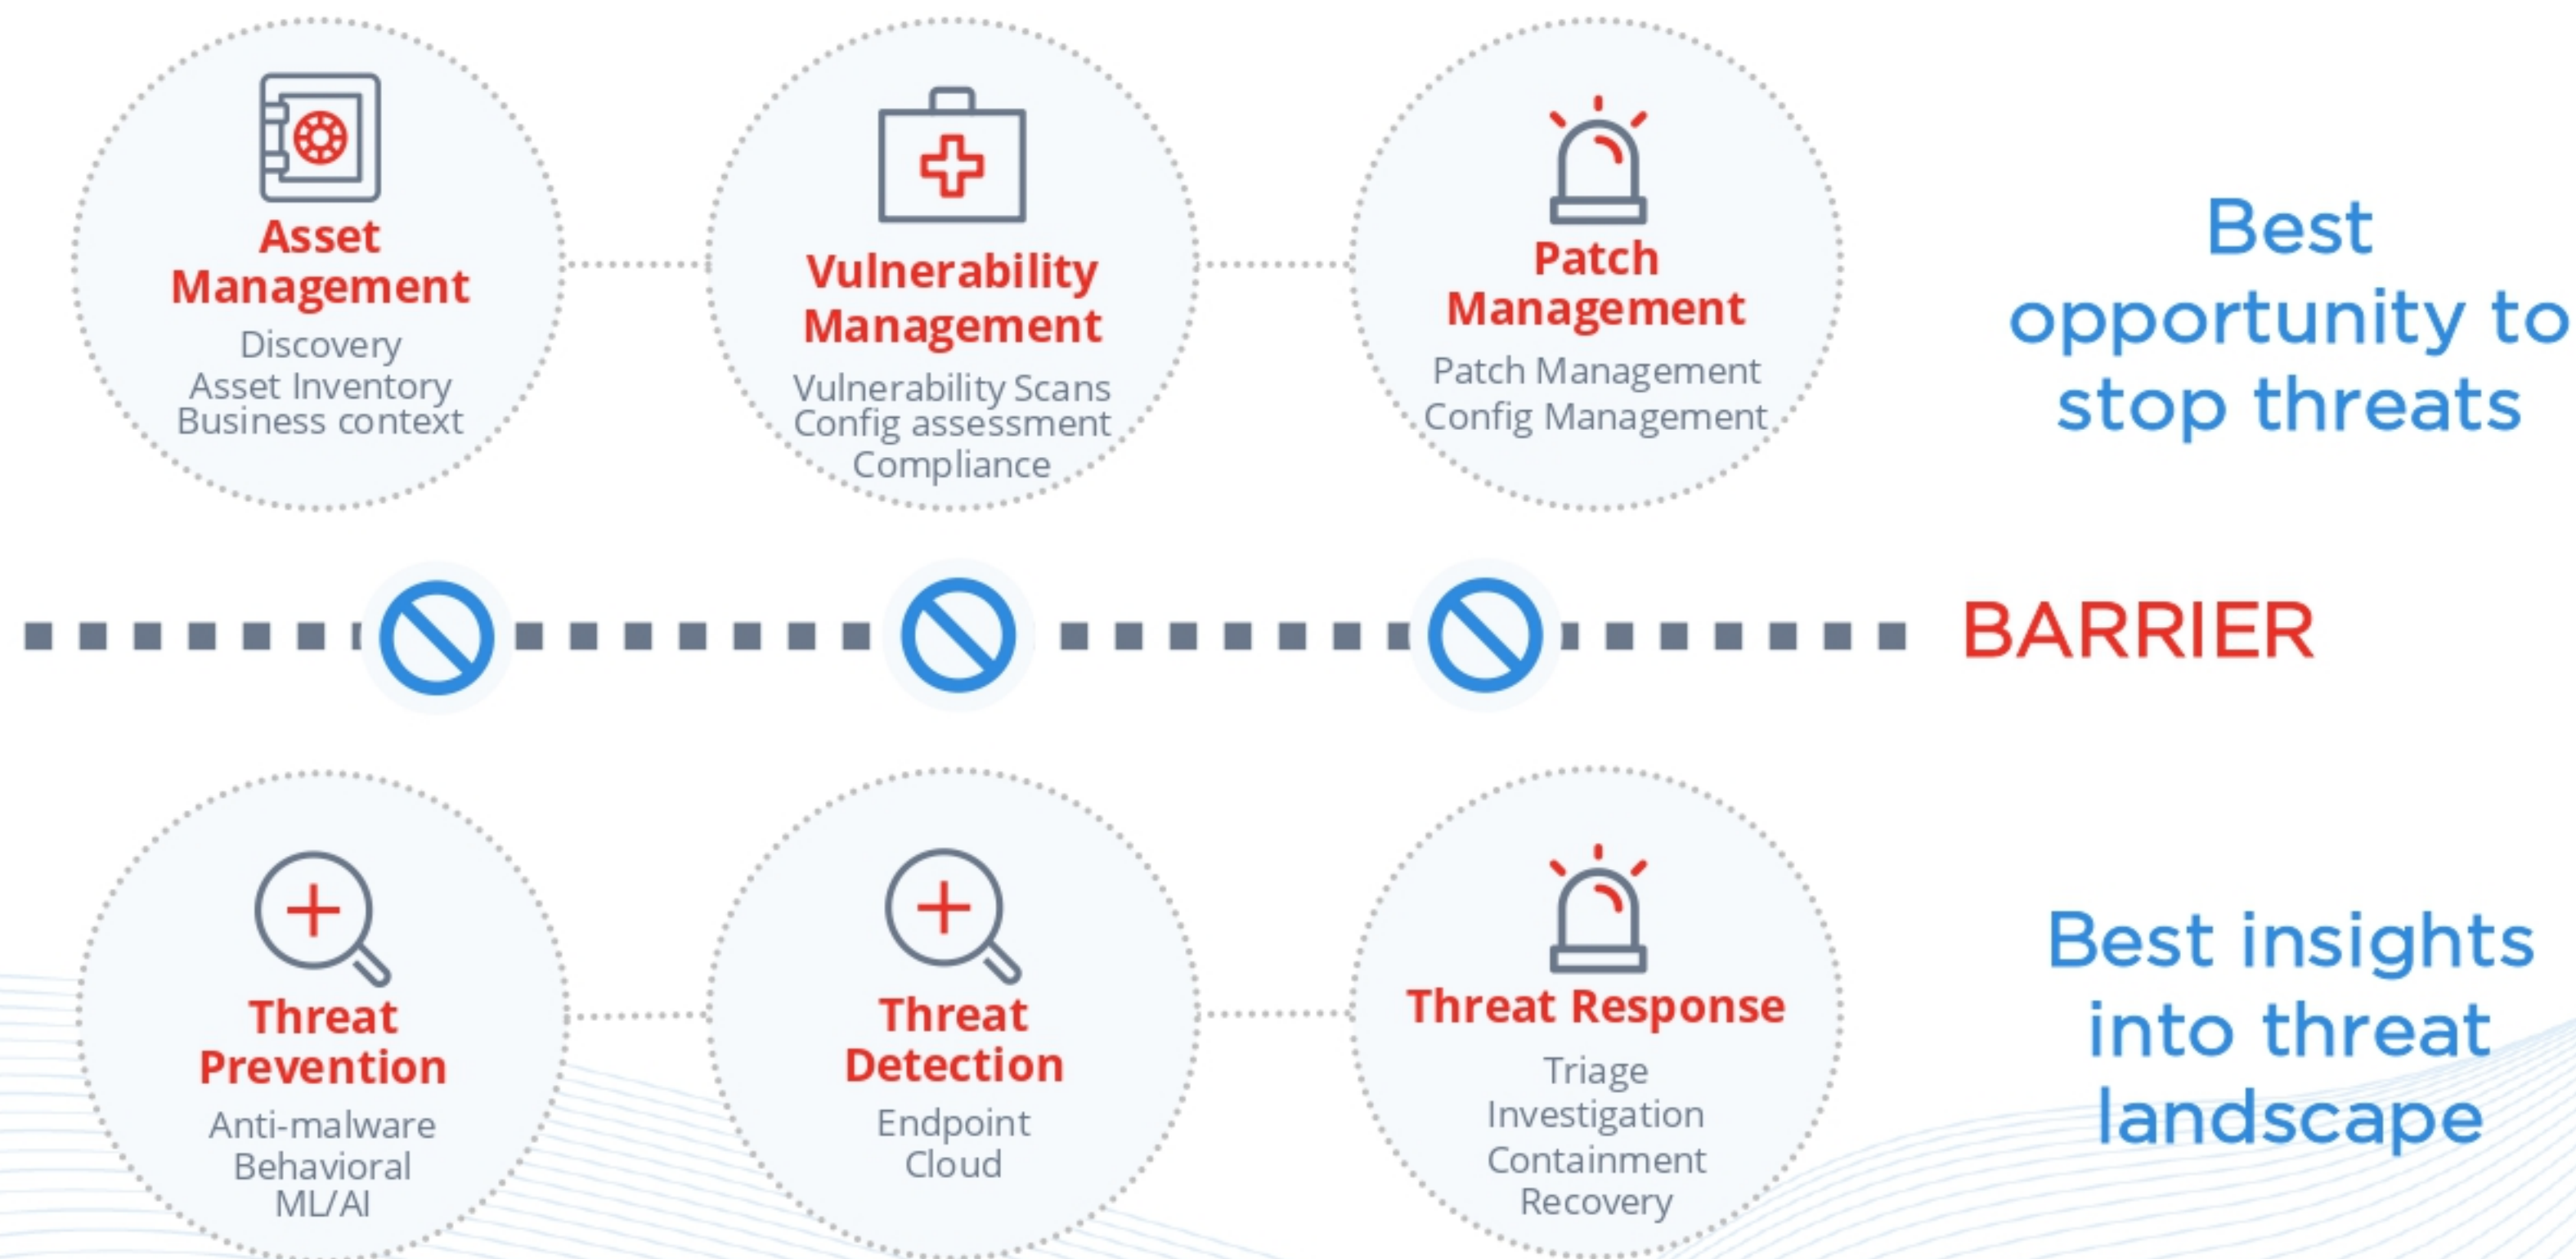 Asset
Management
Discovery
Asset Inventory
Business context
Vulnerability
Management
Vulnerability Scans
Config assessment
Compliance
Patch
Management
Patch Management
Config Management
Best
opportunity to
stop threats
BARRIER
Threat
Prevention
Anti-malware
Behavioral
ML/AI
Threat
Detection
Endpoint
Cloud
Threat Response
Triage
Investigation
Containment
Recovery
Best insights
into threat
landscape